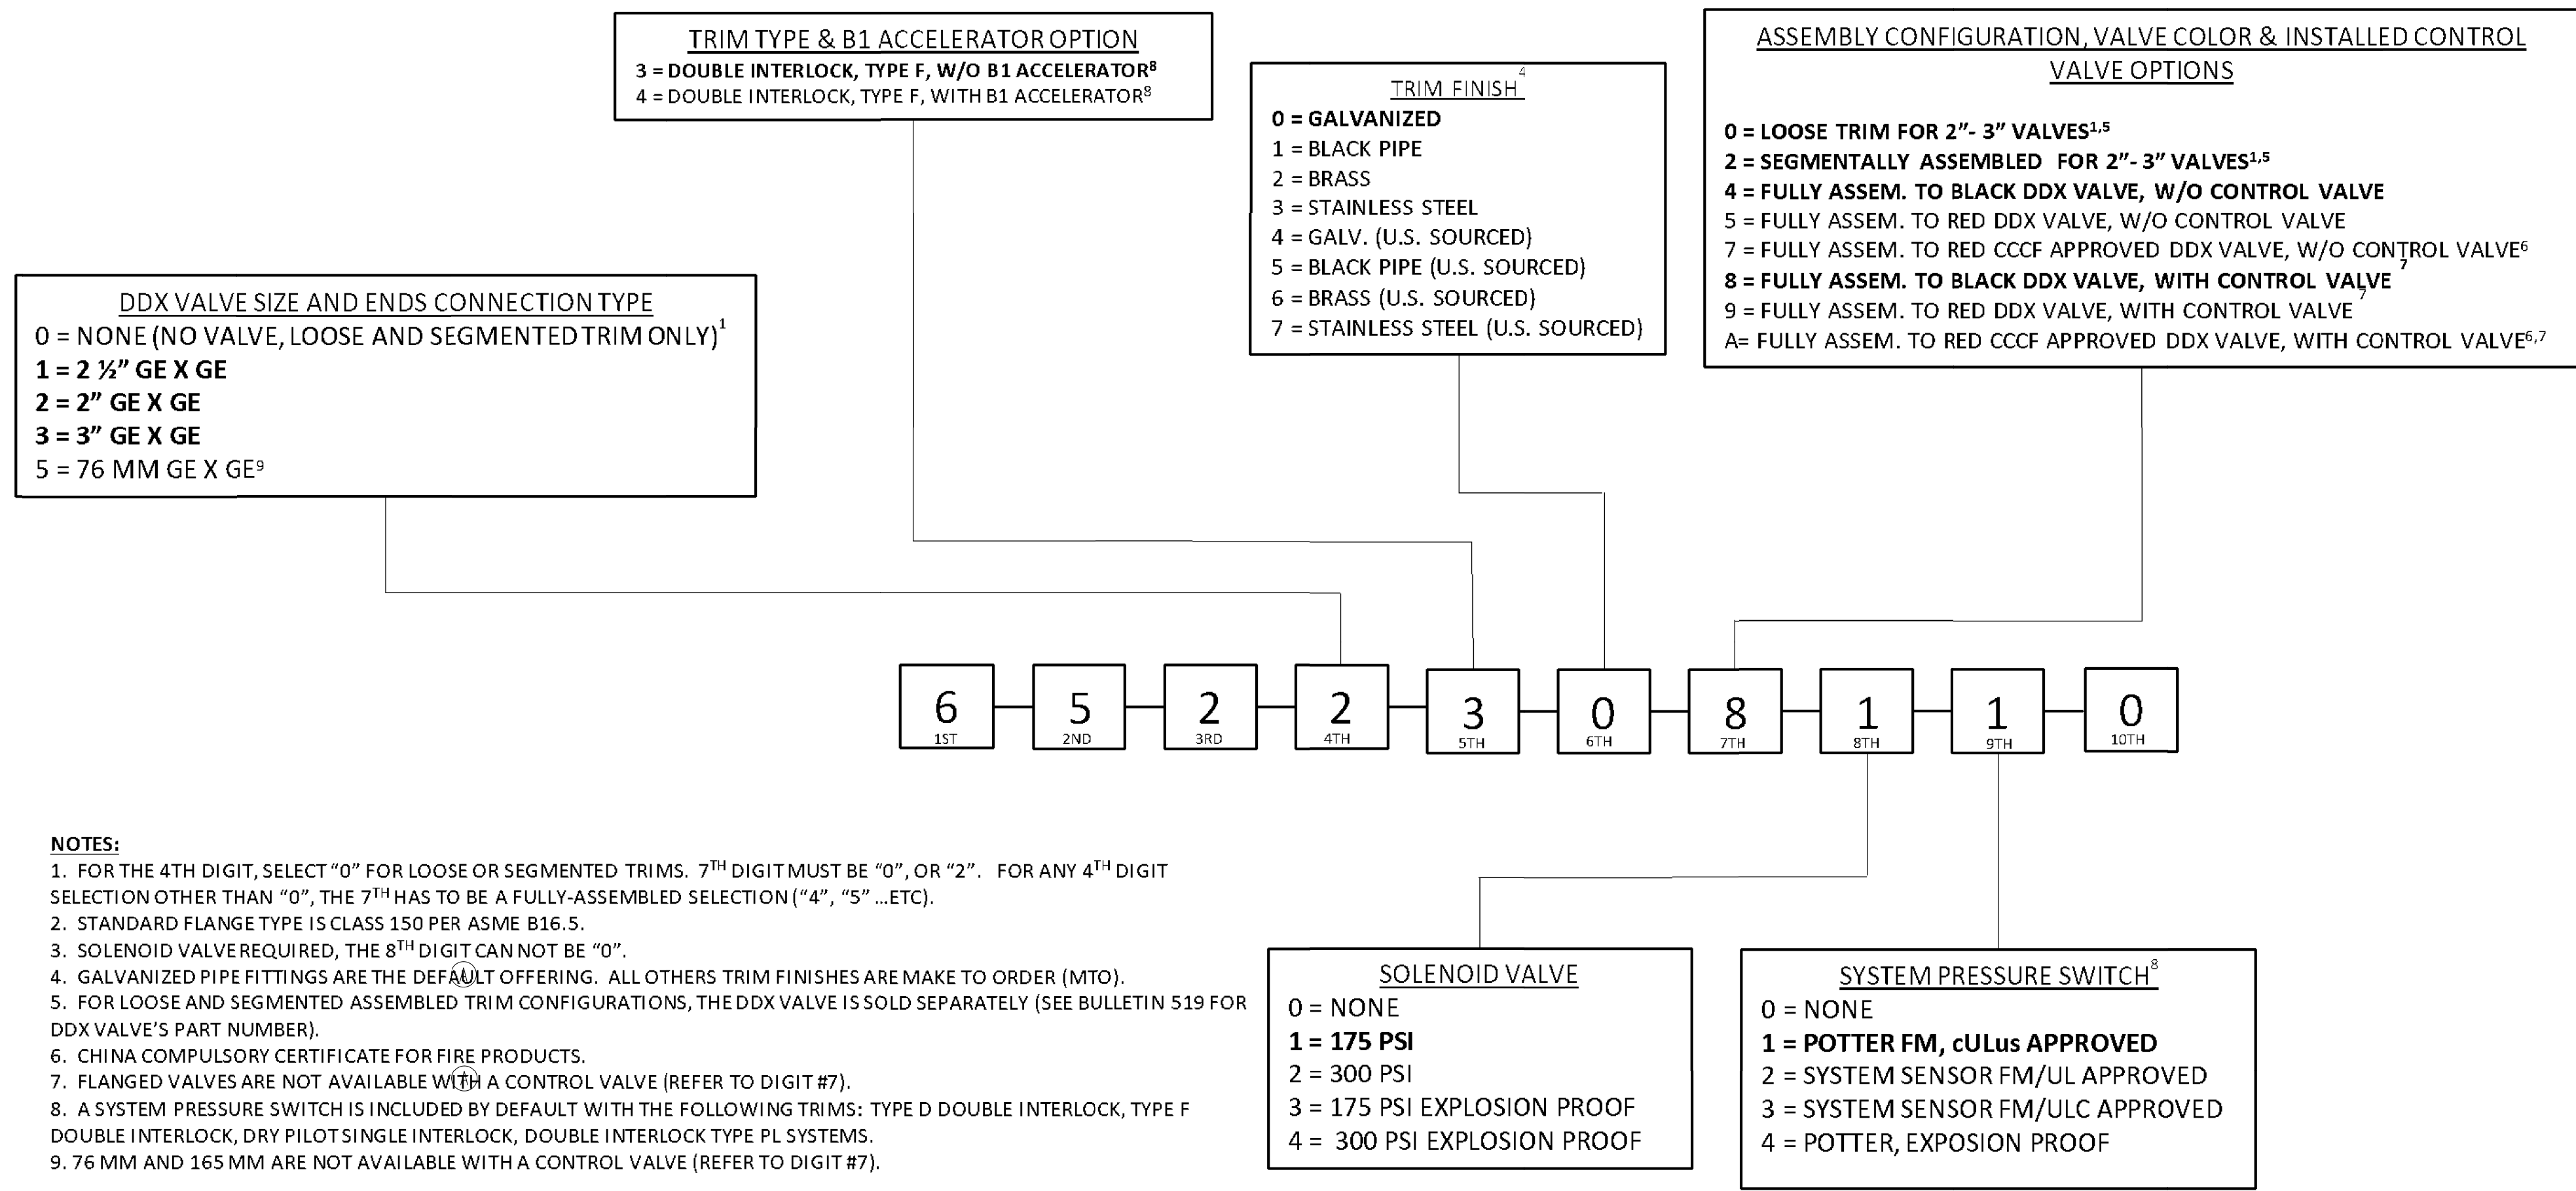 TRIM TYPE & B1 ACCELERATOR OPTION
3 = DOUBLE INTERLOCK, TYPE F, W/O B1 ACCELERATOR⁸
4 = DOUBLE INTERLOCK, TYPE F, WITH B1 ACCELERATOR⁸
TRIM FINISH⁴
0 = GALVANIZED
1 = BLACK PIPE
2 = BRASS
3 = STAINLESS STEEL
4 = GALV. (U.S. SOURCED)
5 = BLACK PIPE (U.S. SOURCED)
6 = BRASS (U.S. SOURCED)
7 = STAINLESS STEEL (U.S. SOURCED)
ASSEMBLY CONFIGURATION, VALVE COLOR & INSTALLED CONTROL
VALVE OPTIONS
0 = LOOSE TRIM FOR 2”- 3” VALVES¹,⁵
2 = SEGMENTALLY ASSEMBLED FOR 2”- 3” VALVES¹,⁵
4 = FULLY ASSEM. TO BLACK DDX VALVE, W/O CONTROL VALVE
5 = FULLY ASSEM. TO RED DDX VALVE, W/O CONTROL VALVE
7 = FULLY ASSEM. TO RED CCCF APPROVED DDX VALVE, W/O CONTROL VALVE⁶
8 = FULLY ASSEM. TO BLACK DDX VALVE, WITH CONTROL VALVE⁷
9 = FULLY ASSEM. TO RED DDX VALVE, WITH CONTROL VALVE⁷
A= FULLY ASSEM. TO RED CCCF APPROVED DDX VALVE, WITH CONTROL VALVE⁶,⁷
DDX VALVE SIZE AND ENDS CONNECTION TYPE
0 = NONE (NO VALVE, LOOSE AND SEGMENTED TRIM ONLY)¹
1 = 2 ½” GE X GE
2 = 2” GE X GE
3 = 3” GE X GE
5 = 76 MM GE X GE⁹
6 5 2 2 3 0 8 1 1 0
1ST 2ND 3RD 4TH 5TH 6TH 7TH 8TH 9TH 10TH
NOTES:
1. FOR THE 4TH DIGIT, SELECT “0” FOR LOOSE OR SEGMENTED TRIMS. 7TH DIGIT MUST BE “0”, OR “2”. FOR ANY 4TH DIGIT
SELECTION OTHER THAN “0”, THE 7TH HAS TO BE A FULLY-ASSEMBLED SELECTION (“4”, “5” …ETC).
2. STANDARD FLANGE TYPE IS CLASS 150 PER ASME B16.5.
3. SOLENOID VALVE REQUIRED, THE 8TH DIGIT CAN NOT BE “0”.
4. GALVANIZED PIPE FITTINGS ARE THE DEFAULT OFFERING. ALL OTHERS TRIM FINISHES ARE MAKE TO ORDER (MTO).
5. FOR LOOSE AND SEGMENTED ASSEMBLED TRIM CONFIGURATIONS, THE DDX VALVE IS SOLD SEPARATELY (SEE BULLETIN 519 FOR
DDX VALVE’S PART NUMBER).
6. CHINA COMPULSORY CERTIFICATE FOR FIRE PRODUCTS.
7. FLANGED VALVES ARE NOT AVAILABLE WITH A CONTROL VALVE (REFER TO DIGIT #7).
8. A SYSTEM PRESSURE SWITCH IS INCLUDED BY DEFAULT WITH THE FOLLOWING TRIMS: TYPE D DOUBLE INTERLOCK, TYPE F
DOUBLE INTERLOCK, DRY PILOT SINGLE INTERLOCK, DOUBLE INTERLOCK TYPE PL SYSTEMS.
9. 76 MM AND 165 MM ARE NOT AVAILABLE WITH A CONTROL VALVE (REFER TO DIGIT #7).
SOLENOID VALVE
0 = NONE
1 = 175 PSI
2 = 300 PSI
3 = 175 PSI EXPLOSION PROOF
4 = 300 PSI EXPLOSION PROOF
SYSTEM PRESSURE SWITCH⁸
0 = NONE
1 = POTTER FM, cULus APPROVED
2 = SYSTEM SENSOR FM/UL APPROVED
3 = SYSTEM SENSOR FM/ULC APPROVED
4 = POTTER, EXPOSION PROOF